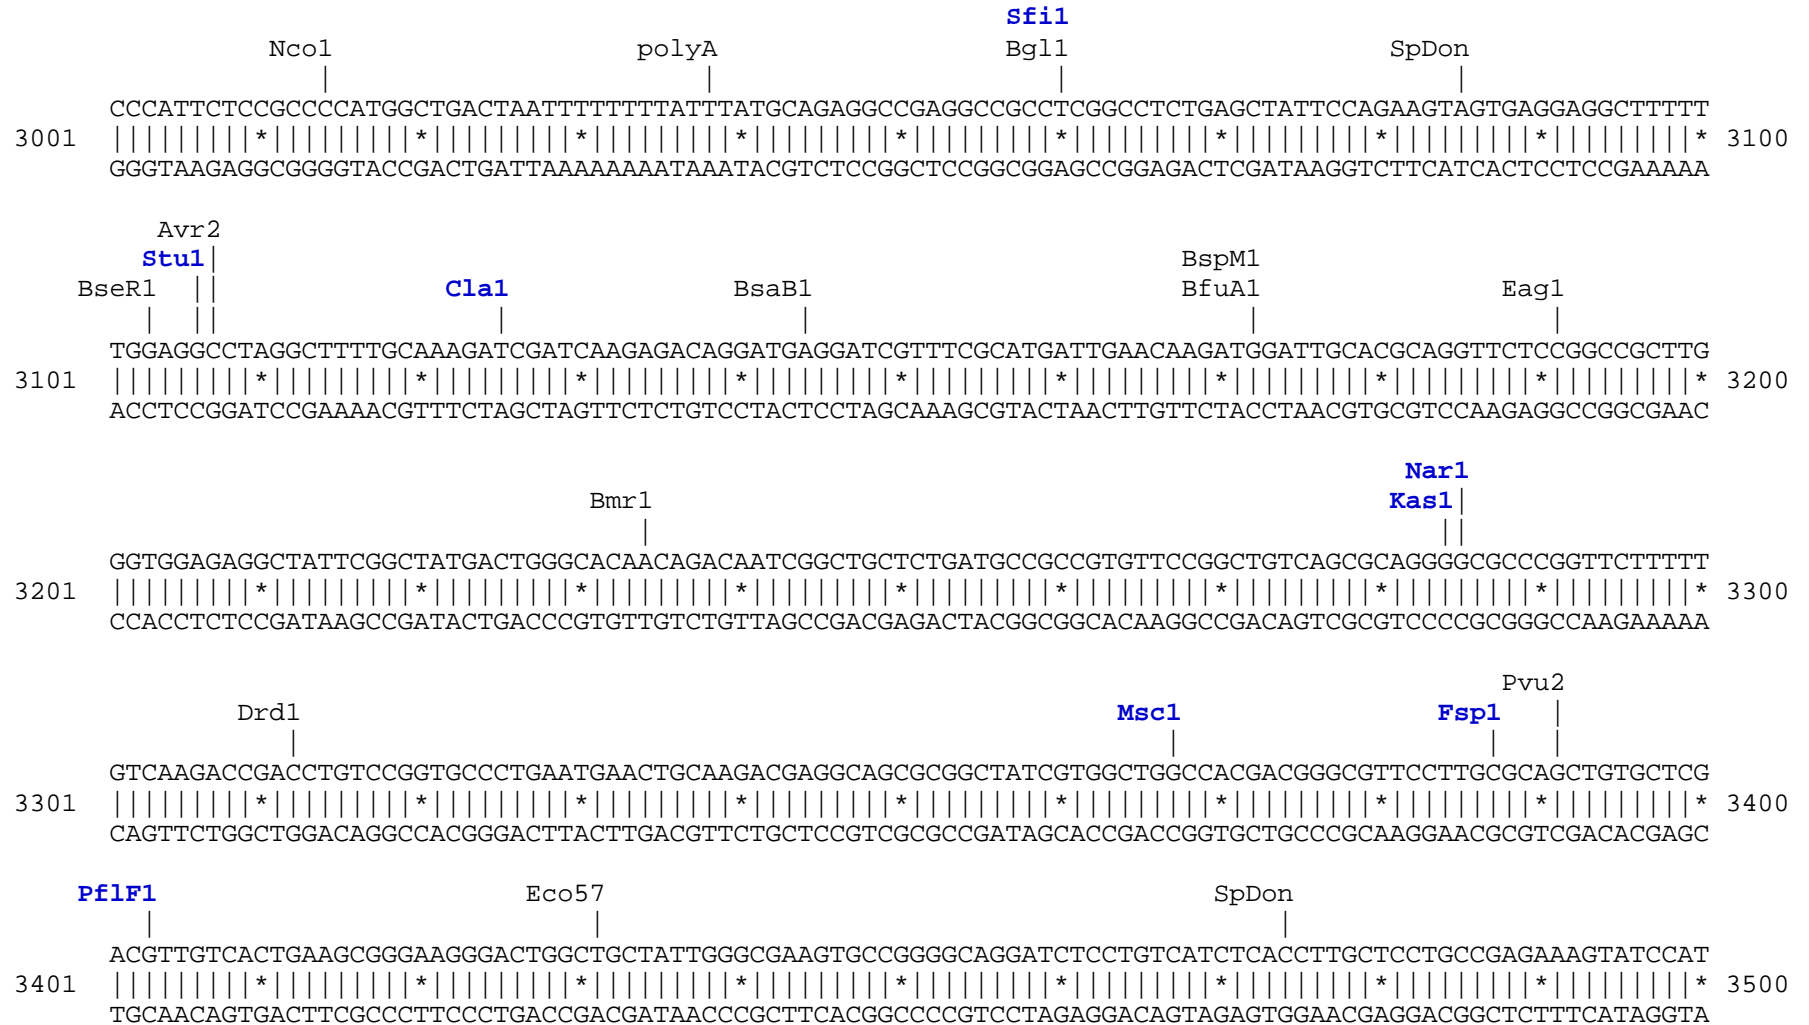 Sfi1
Nco1 polyA Bgl1 SpDon
CCCATTCTCCGCCCCATGGCTGACTAATTTTTTTTATTTATGCAGAGGCCGAGGCCGCCTCGGCCTCTGAGCTATTCCAGAAGTAGTGAGGAGGCTTTTT
3001 |||||||||*|||||||||*|||||||||*|||||||||*|||||||||*|||||||||*|||||||||*|||||||||*|||||||||*|||||||||* 3100
GGGTAAGAGGCGGGGTACCGACTGATTAAAAAAAATAAATACGTCTCCGGCTCCGGCGGAGCCGGAGACTCGATAAGGTCTTCATCACTCCTCCGAAAAA
Avr2
Stu1 BspM1
BseR1 Cla1 BsaB1 BfuA1 Eag1
TGGAGGCCTAGGCTTTTGCAAAGATCGATCAAGAGACAGGATGAGGATCGTTTCGCATGATTGAACAAGATGGATTGCACGCAGGTTCTCCGGCCGCTTG
3101 |||||||||*|||||||||*|||||||||*|||||||||*|||||||||*|||||||||*|||||||||*|||||||||*|||||||||*|||||||||* 3200
ACCTCCGGATCCGAAAACGTTTCTAGCTAGTTCTCTGTCCTACTCCTAGCAAAGCGTACTAACTTGTTCTACCTAACGTGCGTCCAAGAGGCCGGCGAAC
Nar1
Bmr1 Kas1
GGTGGAGAGGCTATTCGGCTATGACTGGGCACAACAGACAATCGGCTGCTCTGATGCCGCCGTGTTCCGGCTGTCAGCGCAGGGGCGCCCGGTTCTTTTT
3201 |||||||||*|||||||||*|||||||||*|||||||||*|||||||||*|||||||||*|||||||||*|||||||||*|||||||||*|||||||||* 3300
CCACCTCTCCGATAAGCCGATACTGACCCGTGTTGTCTGTTAGCCGACGAGACTACGGCGGCACAAGGCCGACAGTCGCGTCCCCGCGGGCCAAGAAAAA
Pvu2
Drd1 Msc1 Fsp1
GTCAAGACCGACCTGTCCGGTGCCCTGAATGAACTGCAAGACGAGGCAGCGCGGCTATCGTGGCTGGCCACGACGGGCGTTCCTTGCGCAGCTGTGCTCG
3301 |||||||||*|||||||||*|||||||||*|||||||||*|||||||||*|||||||||*|||||||||*|||||||||*|||||||||*|||||||||* 3400
CAGTTCTGGCTGGACAGGCCACGGGACTTACTTGACGTTCTGCTCCGTCGCGCCGATAGCACCGACCGGTGCTGCCCGCAAGGAACGCGTCGACACGAGC
PflF1 Eco57 SpDon
ACGTTGTCACTGAAGCGGGAAGGGACTGGCTGCTATTGGGCGAAGTGCCGGGGCAGGATCTCCTGTCATCTCACCTTGCTCCTGCCGAGAAAGTATCCAT
3401 |||||||||*|||||||||*|||||||||*|||||||||*|||||||||*|||||||||*|||||||||*|||||||||*|||||||||*|||||||||* 3500
TGCAACAGTGACTTCGCCCTTCCCTGACCGACGATAACCCGCTTCACGGCCCCGTCCTAGAGGACAGTAGAGTGGAACGAGGACGGCTCTTTCATAGGTA